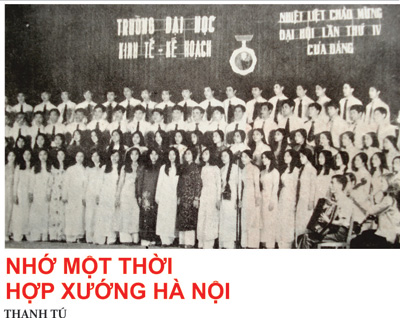 TRƯỜNG ĐẠI HỌC
KINH TẾ - KẾ HOẠCH
NHIỆT LIỆT CHÀO MỪNG
ĐẠI HỘI LẦN THỨ IV
CỦA ĐẢNG
NHỚ MỘT THỜI
HỢP XƯỚNG HÀ NỘI
THANH TÚ